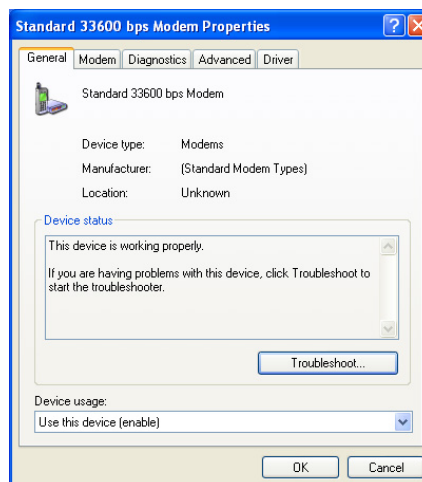 Standard 33600 bps Modem Properties
General Modem Diagnostics Advanced Driver
Standard 33600 bps Modem
Device type: Modems
Manufacturer: (Standard Modem Types)
Location: Unknown
Device status
This device is working properly.
If you are having problems with this device, click Troubleshoot to
start the troubleshooter.
Troubleshoot...
Device usage:
Use this device (enable)
OK Cancel